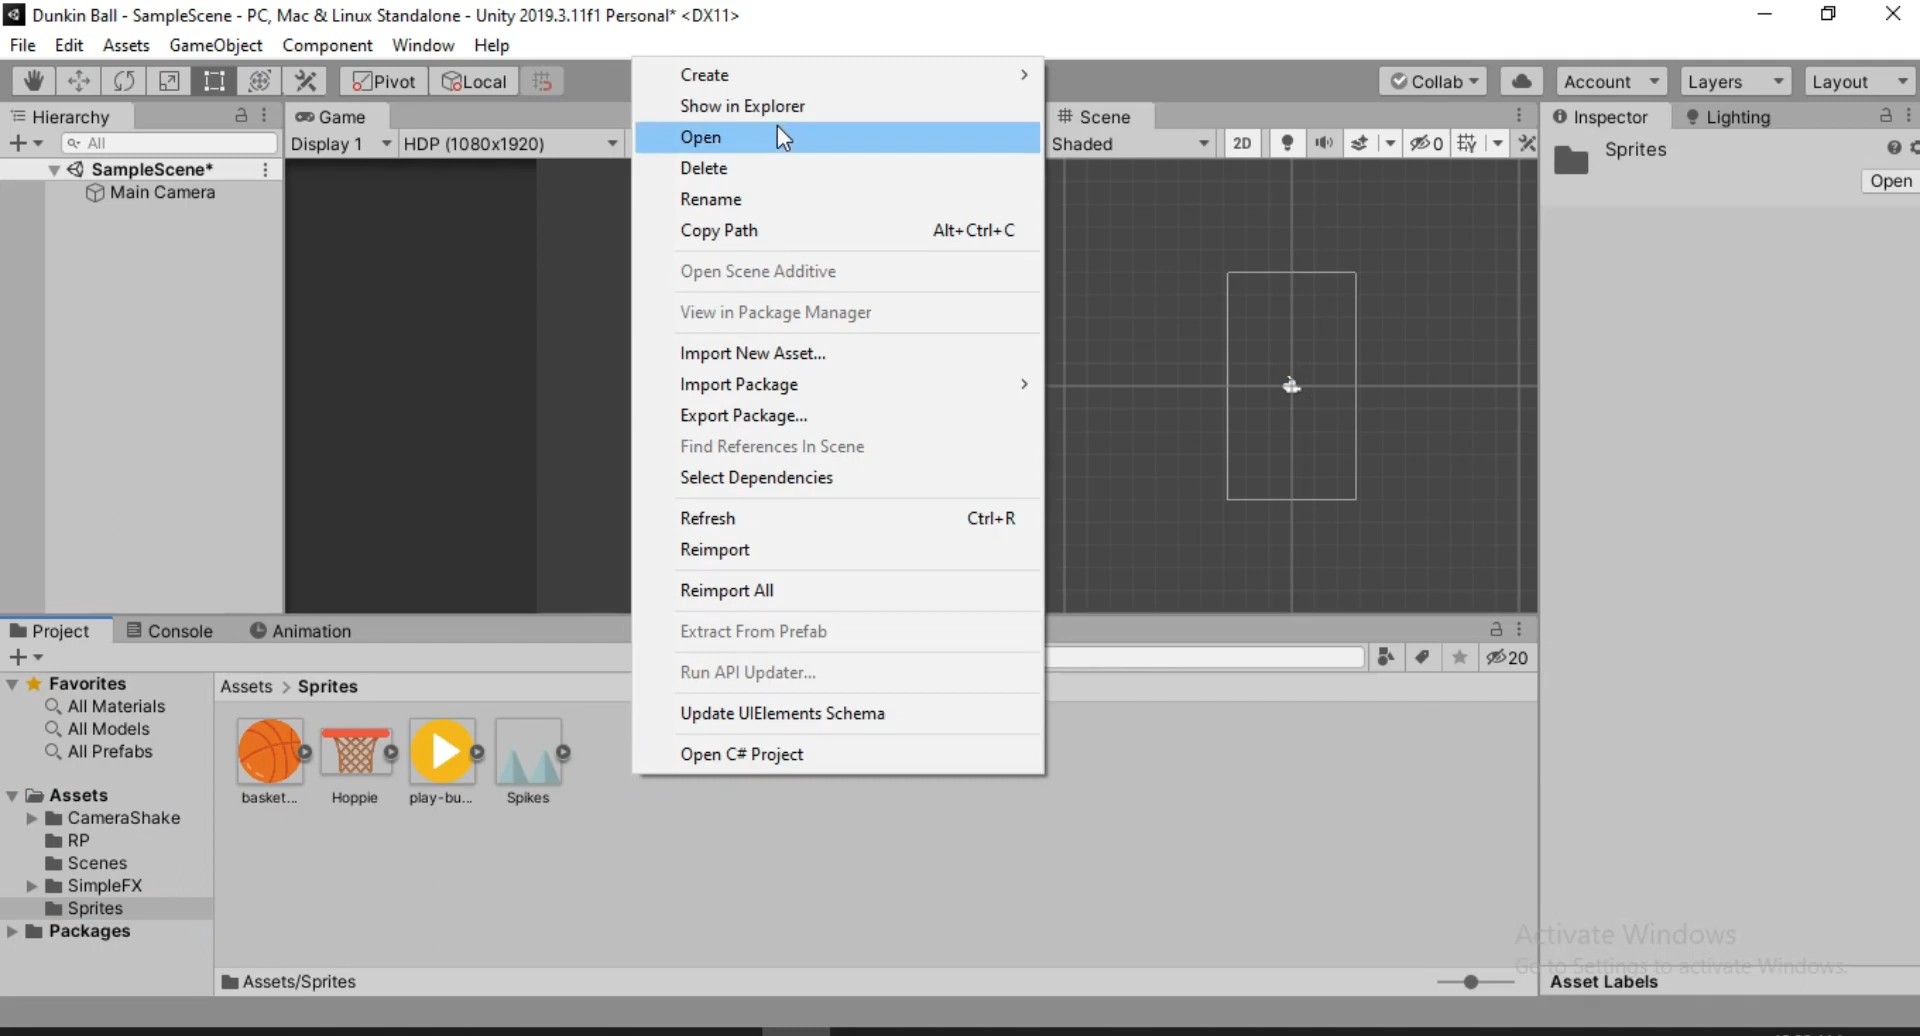 Dunkin Ball - SampleScene - PC, Mac & Linux Standalone - Unity 2019.3.11f1 Personal* <DX11>
File Edit Assets GameObject Component Window Help
Pivot Local Collab Account Layers Layout
Hierarchy
All
SampleScene*
Main Camera
Game
Display 1 HDP (1080x1920)
Create
Show in Explorer
Open
Delete
Rename
Copy Path Alt+Ctrl+C
Open Scene Additive
View in Package Manager
Import New Asset...
Import Package
Export Package...
Find References In Scene
Select Dependencies
Refresh Ctrl+R
Reimport
Reimport All
Extract From Prefab
Run API Updater...
Update UIElements Schema
Open C# Project
Scene
Shaded 2D 0
Inspector Lighting
Sprites
Open
Project Console Animation
20
Favorites
All Materials
All Models
All Prefabs
Assets
CameraShake
RP
Scenes
SimpleFX
Sprites
Packages
Assets > Sprites
basket... Hoppie play-bu... Spikes
Assets/Sprites
Activate Windows
Go to Settings to activate Windows.
Asset Labels